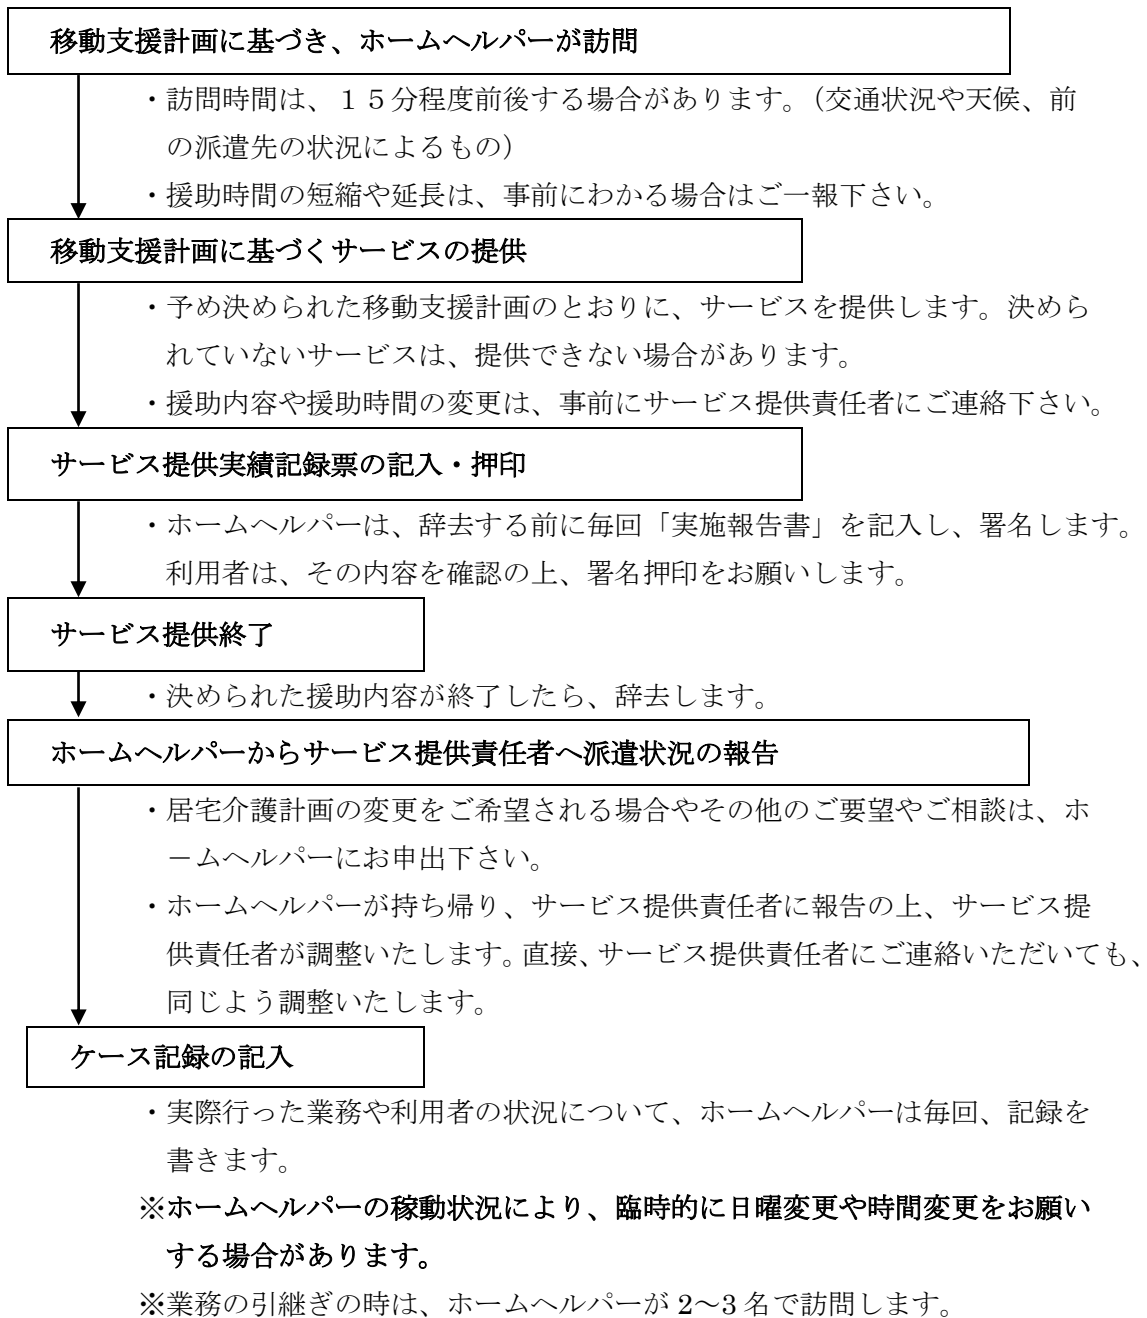 移動支援計画に基づき、ホームヘルパーが訪問
・訪問時間は、１５分程度前後する場合があります。（交通状況や天候、前
の派遣先の状況によるもの）
・援助時間の短縮や延長は、事前にわかる場合はご一報下さい。
移動支援計画に基づくサービスの提供
・予め決められた移動支援計画のとおりに、サービスを提供します。決めら
れていないサービスは、提供できない場合があります。
・援助内容や援助時間の変更は、事前にサービス提供責任者にご連絡下さい。
サービス提供実績記録票の記入・押印
・ホームヘルパーは、辞去する前に毎回「実施報告書」を記入し、署名します。
利用者は、その内容を確認の上、署名押印をお願いします。
サービス提供終了
・決められた援助内容が終了したら、辞去します。
ホームヘルパーからサービス提供責任者へ派遣状況の報告
・居宅介護計画の変更をご希望される場合やその他のご要望やご相談は、ホ
－ムヘルパーにお申出下さい。
・ホームヘルパーが持ち帰り、サービス提供責任者に報告の上、サービス提
供責任者が調整いたします。直接、サービス提供責任者にご連絡いただいても、
同じよう調整いたします。
ケース記録の記入
・実際行った業務や利用者の状況について、ホームヘルパーは毎回、記録を
書きます。
※ホームヘルパーの稼動状況により、臨時的に日曜変更や時間変更をお願い
する場合があります。
※業務の引継ぎの時は、ホームヘルパーが 2～3 名で訪問します。